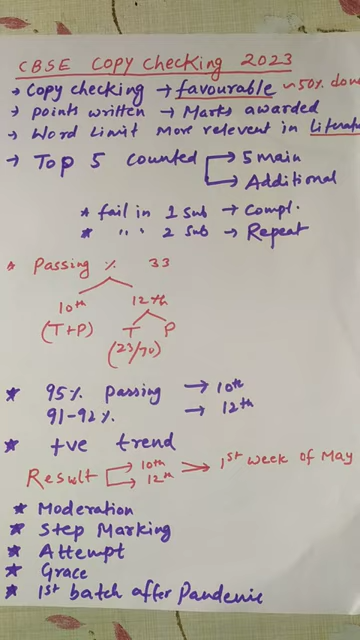 CBSE COPY CHECKING 2023
→ Copy checking → favourable ~50% down
→ points written → Marks awarded
→ Word Limit More relevent in Literatu
→ Top 5 counted → 5 main
→ Additional
* fail in 1 sub → Compt.
* " " 2 sub → Repeat
* Passing % 33
10th 12th
(T+P) T P
(23/70)
* 95% passing → 10th
91-92% → 12th
* +ve trend
Result → 10th → 12th → 1st week of May
* Moderation
* Step Marking
* Attempt
* Grace
* 1st batch after Pandemic